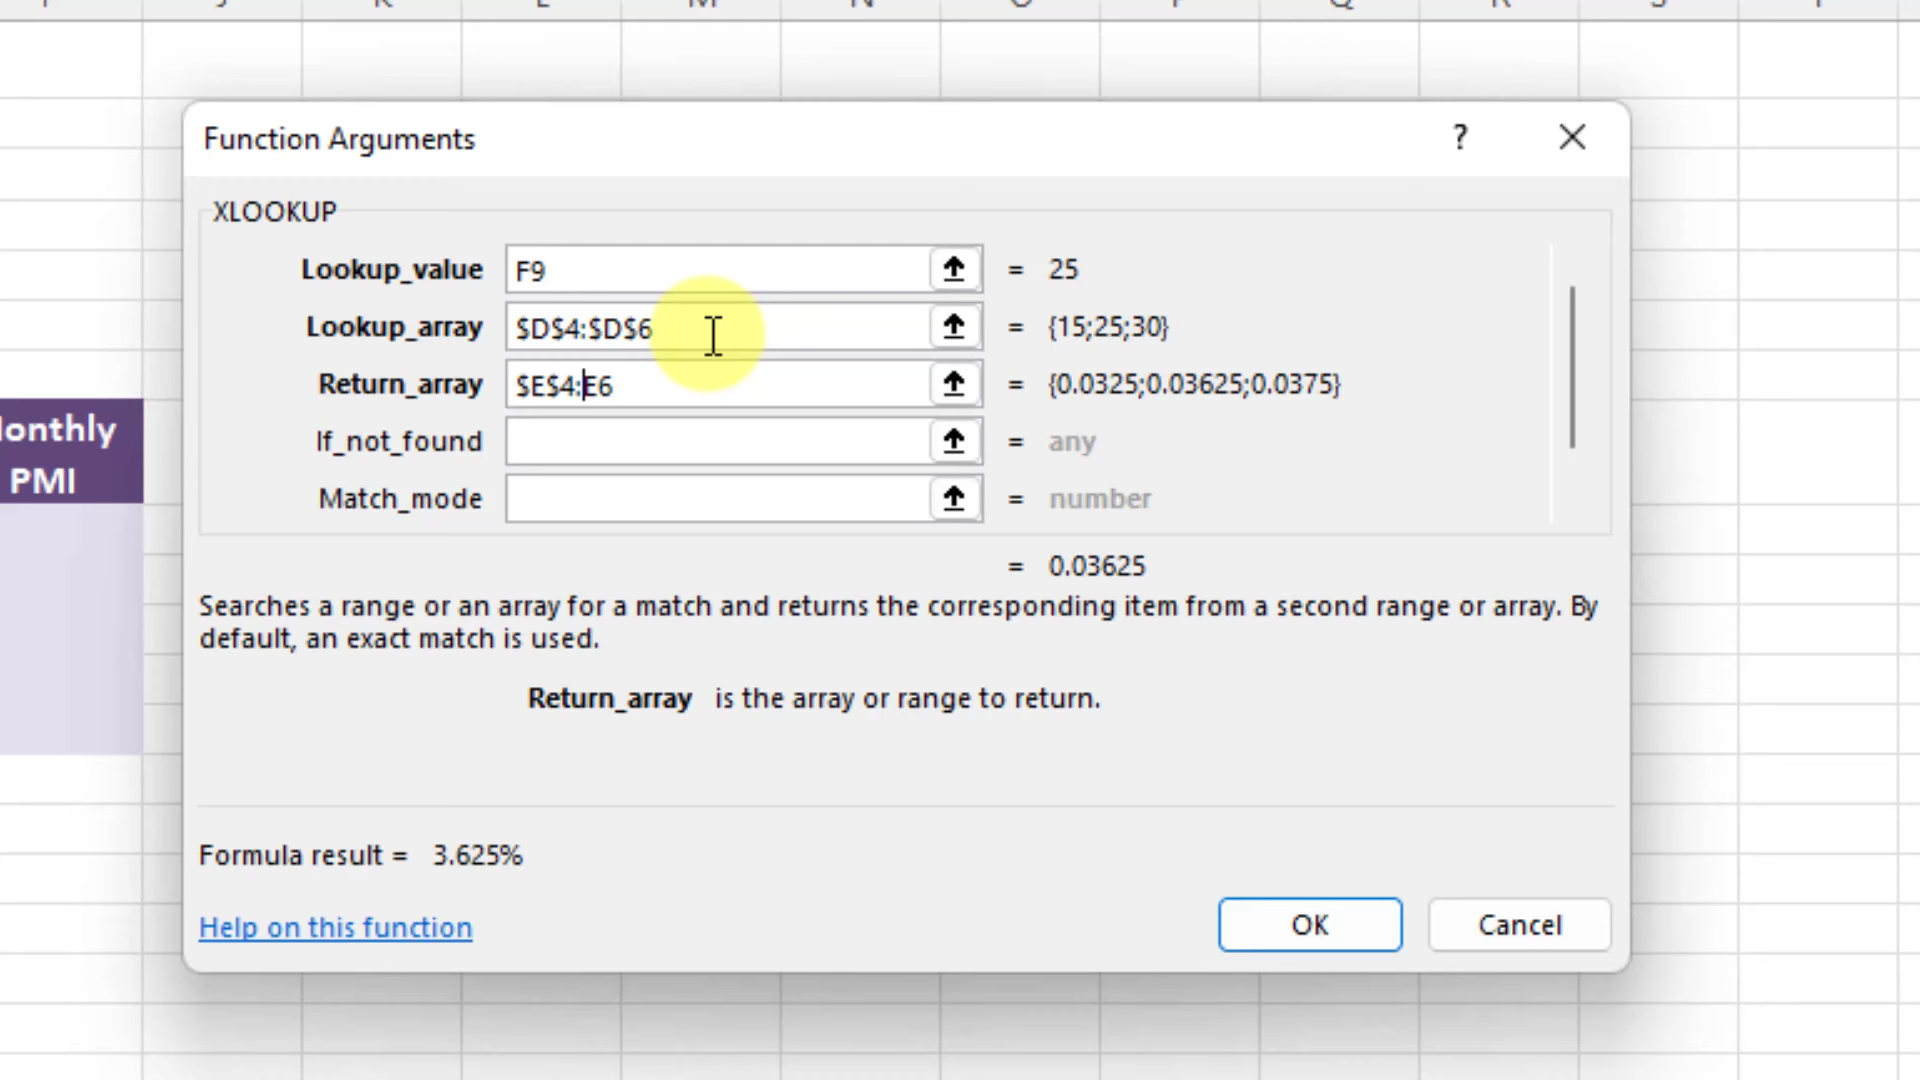 Function Arguments ? ✕
XLOOKUP
Lookup_value F9 = 25
Lookup_array $D$4:$D$6 = {15;25;30}
Return_array $E$4:E6 = {0.0325;0.03625;0.0375}
If_not_found = any
Match_mode = number
onthly
PMI
= 0.03625
Searches a range or an array for a match and returns the corresponding item from a second range or array. By
default, an exact match is used.
Return_array is the array or range to return.
Formula result = 3.625%
Help on this function
OK Cancel